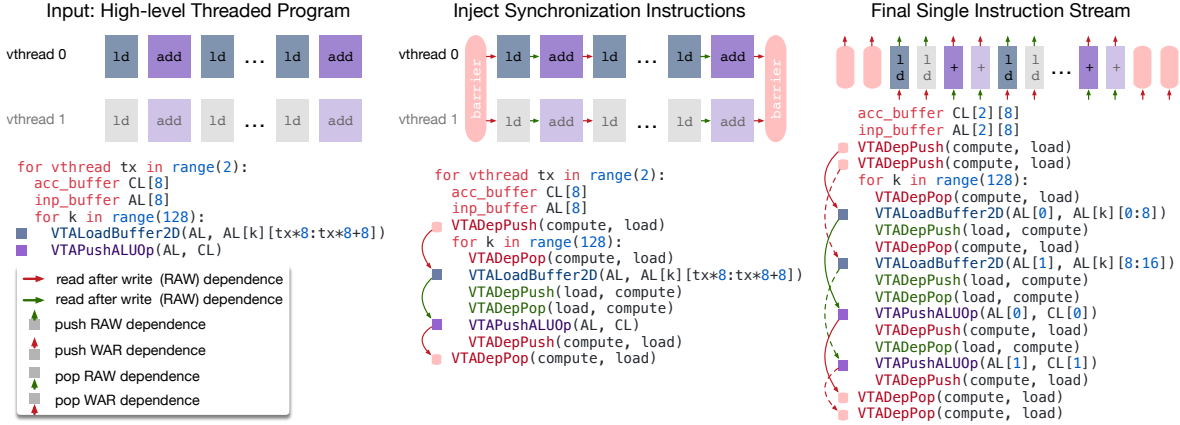 Input: High-level Threaded Program
vthread 0
ld add ld ... ld add
vthread 1
ld add ld ... ld add
for vthread tx in range(2):
acc_buffer CL[8]
inp_buffer AL[8]
for k in range(128):
VTALoadBuffer2D(AL, AL[k][tx*8:tx*8+8])
VTAPushALUOp(AL, CL)
read after write (RAW) dependence
read after write (RAW) dependence
push RAW dependence
push WAR dependence
pop RAW dependence
pop WAR dependence
Inject Synchronization Instructions
vthread 0
barrier
ld add ld ... ld add
barrier
vthread 1
ld add ld ... ld add
for vthread tx in range(2):
acc_buffer CL[8]
inp_buffer AL[8]
VTADepPush(compute, load)
for k in range(128):
VTADepPop(compute, load)
VTALoadBuffer2D(AL, AL[k][tx*8:tx*8+8])
VTADepPush(load, compute)
VTADepPop(load, compute)
VTAPushALUOp(AL, CL)
VTADepPush(compute, load)
VTADepPop(compute, load)
Final Single Instruction Stream
ld ld + + ld ld ... + +
acc_buffer CL[2][8]
inp_buffer AL[2][8]
VTADepPush(compute, load)
VTADepPush(compute, load)
for k in range(128):
VTADepPop(compute, load)
VTALoadBuffer2D(AL[0], AL[k][0:8])
VTADepPush(load, compute)
VTADepPop(compute, load)
VTALoadBuffer2D(AL[1], AL[k][8:16])
VTADepPush(load, compute)
VTADepPop(load, compute)
VTAPushALUOp(AL[0], CL[0])
VTADepPush(compute, load)
VTADepPop(load, compute)
VTAPushALUOp(AL[1], CL[1])
VTADepPush(compute, load)
VTADepPop(compute, load)
VTADepPop(compute, load)